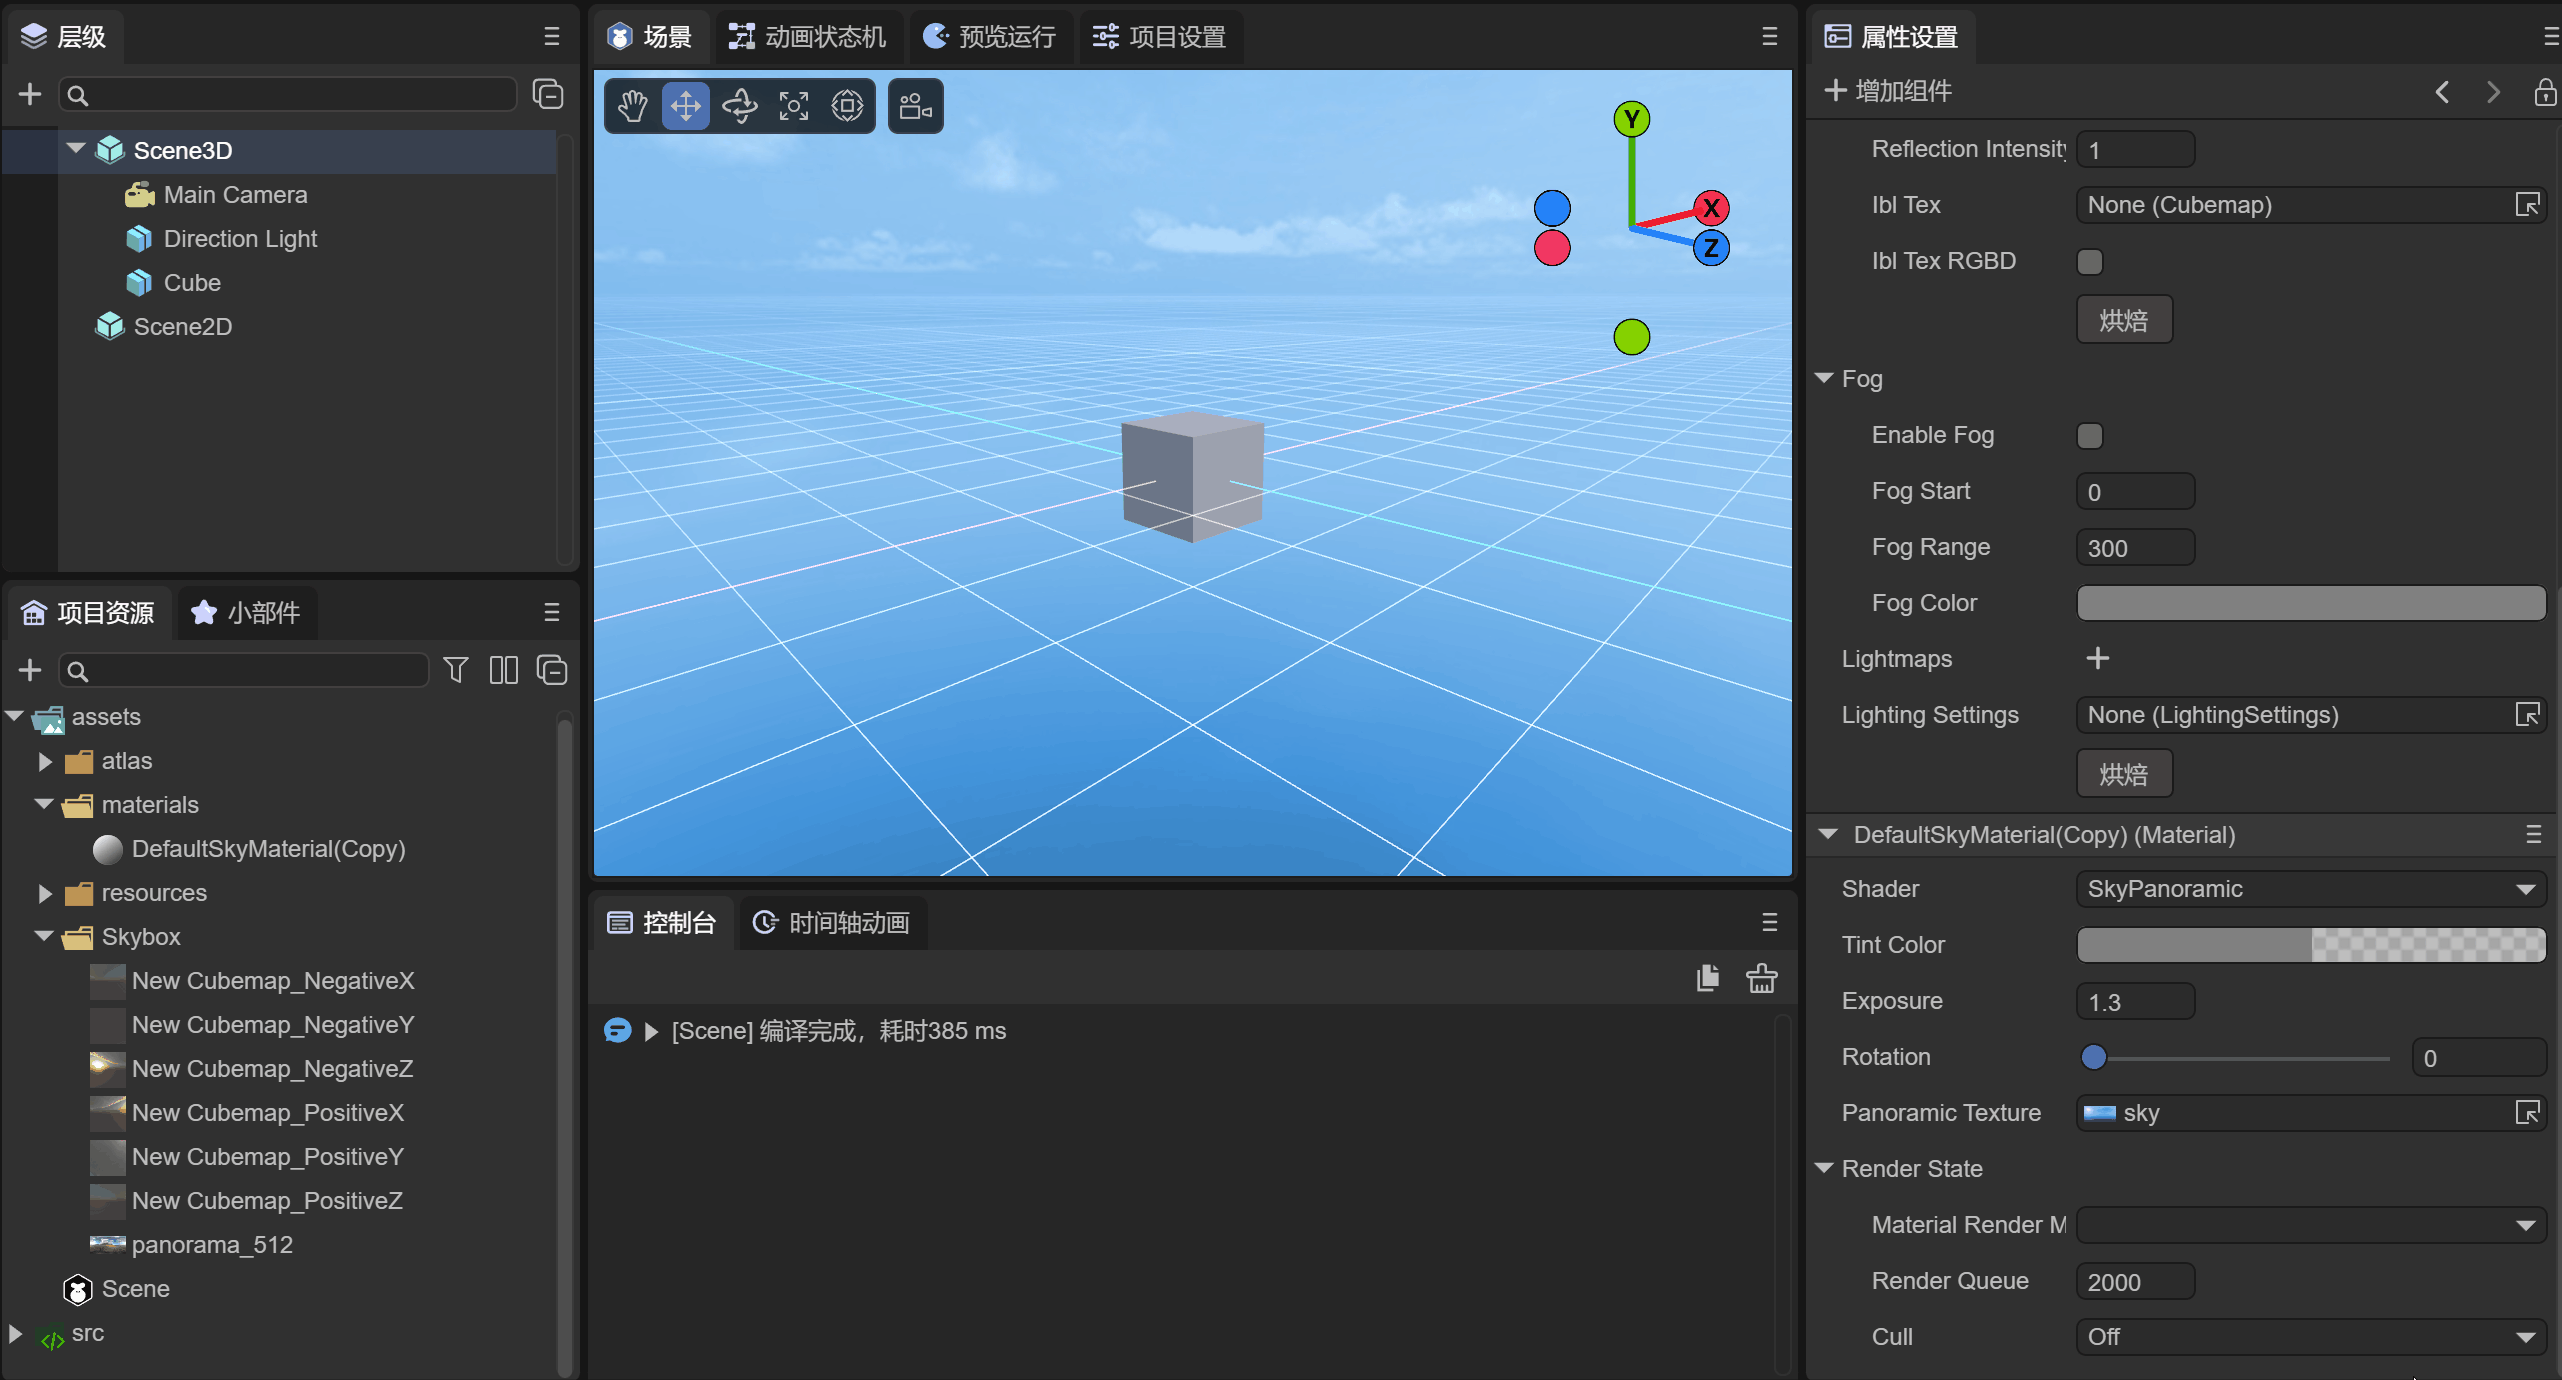 层级
Scene3D
Main Camera
Direction Light
Cube
Scene2D
项目资源
小部件
assets
atlas
materials
DefaultSkyMaterial(Copy)
resources
Skybox
New Cubemap_NegativeX
New Cubemap_NegativeY
New Cubemap_NegativeZ
New Cubemap_PositiveX
New Cubemap_PositiveY
New Cubemap_PositiveZ
panorama_512
Scene
src
场景
动画状态机
预览运行
项目设置
Y
X
Z
控制台
时间轴动画
[Scene] 编译完成，耗时385 ms
属性设置
增加组件
Reflection Intensity 1
Ibl Tex None (Cubemap)
Ibl Tex RGBD
烘焙
Fog
Enable Fog
Fog Start 0
Fog Range 300
Fog Color
Lightmaps
Lighting Settings None (LightingSettings)
烘焙
DefaultSkyMaterial(Copy) (Material)
Shader SkyPanoramic
Tint Color
Exposure 1.3
Rotation 0
Panoramic Texture sky
Render State
Material Render M
Render Queue 2000
Cull Off